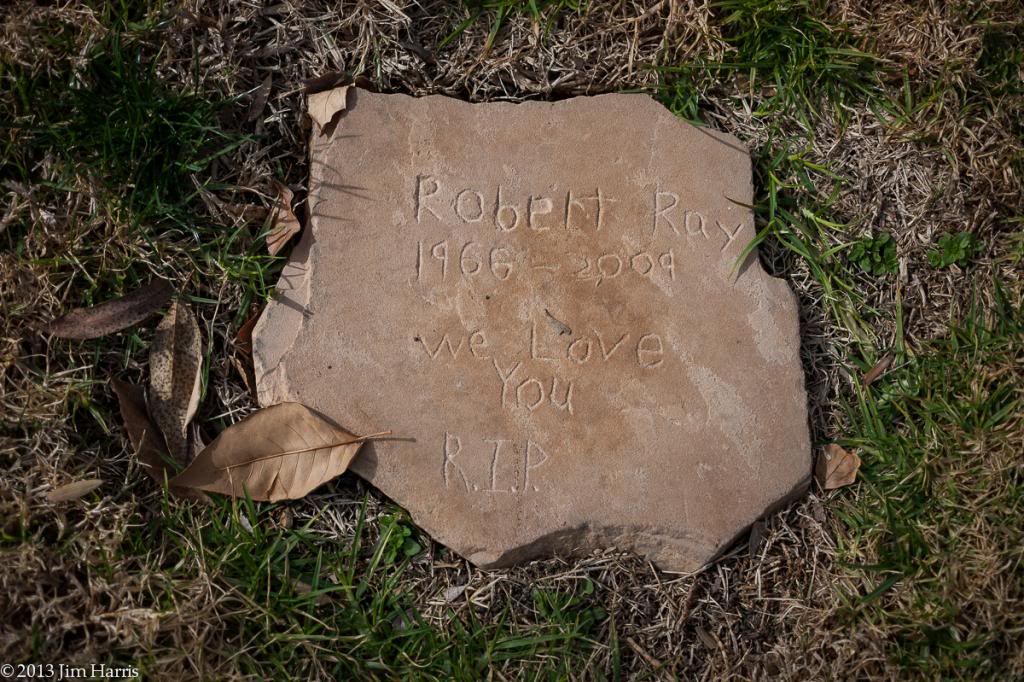 Robert Ray
1966 - 2009
We Love
You
R.I.P.
©2013 Jim Harris